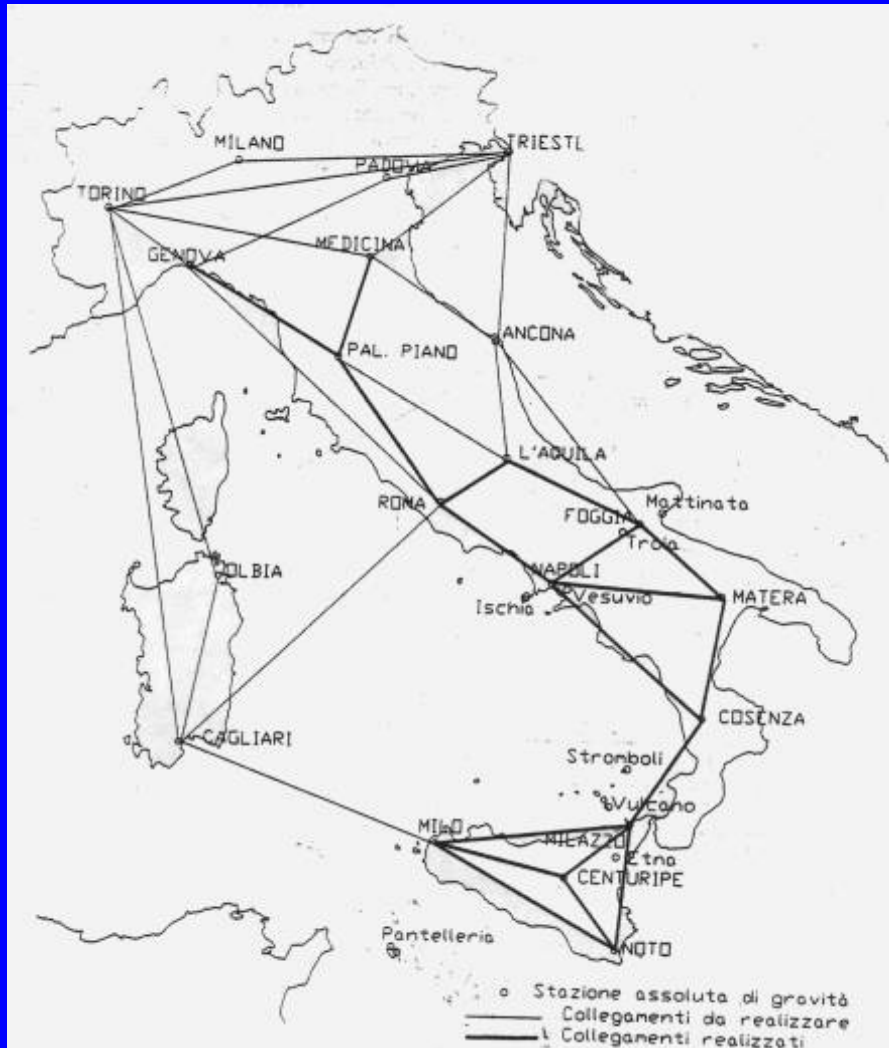 MILANO
TRIESTE
PADOVA
TORINO
GENOVA
MEDICINA
ANCONA
PAL. PIANO
L'AQUILA
ROMA
Mattinata
FOGGIA
Troia
NAPOLI
OLBIA
Ischia
Vesuvio
MATERA
COSENZA
CAGLIARI
Stromboli
Vulcano
MILO
MILAZZO
Etna
CENTURIPE
Pantelleria
NOTO
Stazione assoluta di gravità
Collegamenti da realizzare
Collegamenti realizzati